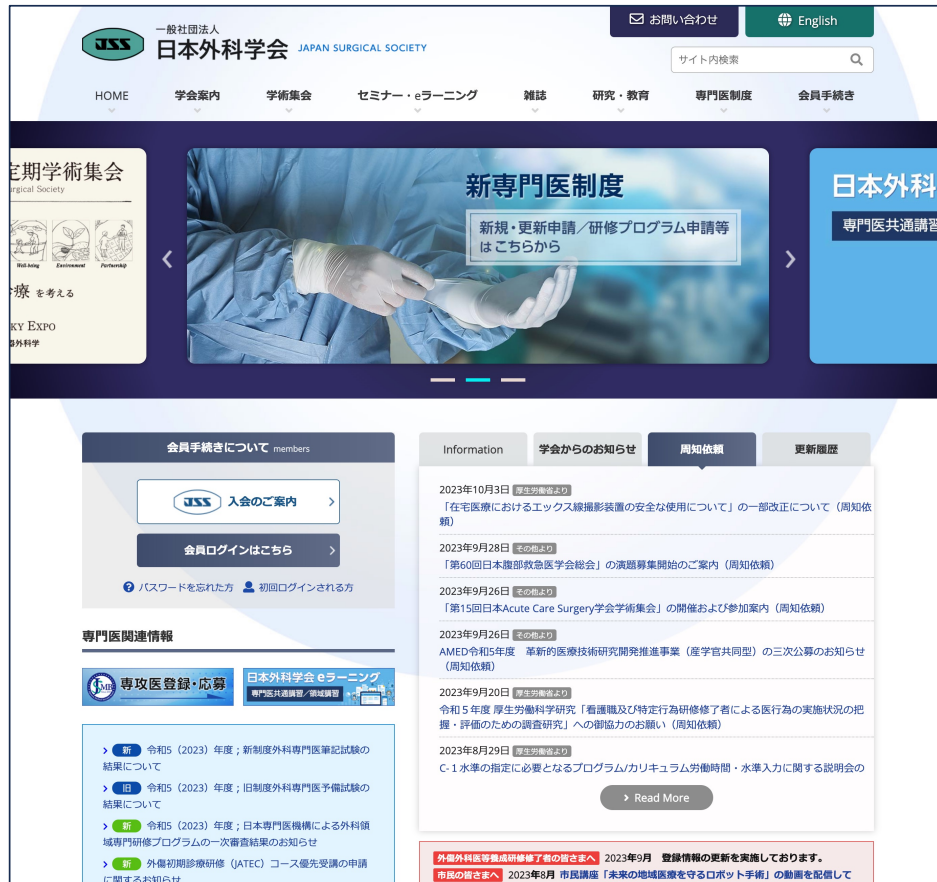 お問い合わせ
English
JSS
一般社団法人
日本外科学会 JAPAN SURGICAL SOCIETY
サイト内検索
HOME 学会案内 学術集会 セミナー・eラーニング 雑誌 研究・教育 専門医制度 会員手続き
定期学術集会
urgical Society
Well-being Environment Partnership
療 を考える
KY EXPO
器外科学
新専門医制度
新規・更新申請／研修プログラム申請等
はこちらから
日本外科
専門医共通講習
会員手続きについて members
JSS 入会のご案内
会員ログインはこちら
パスワードを忘れた方 初回ログインされる方
専門医関連情報
専攻医登録・応募
日本外科学会 eラーニング
専門医共通講習／領域講習
新 令和5（2023）年度；新制度外科専門医筆記試験の
結果について
旧 令和5（2023）年度；旧制度外科専門医予備試験の
結果について
新 令和5（2023）年度；日本専門医機構による外科領
域専門研修プログラムの一次審査結果のお知らせ
新 外傷初期診療研修（JATEC）コース優先受講の申請
に関するお知らせ
Information 学会からのお知らせ 周知依頼 更新履歴
2023年10月3日 厚生労働省より
「在宅医療におけるエックス線撮影装置の安全な使用について」の一部改正について（周知依
頼）
2023年9月28日 その他より
「第60回日本腹部救急医学会総会」の演題募集開始のご案内（周知依頼）
2023年9月26日 その他より
「第15回日本Acute Care Surgery学会学術集会」の開催および参加案内（周知依頼）
2023年9月26日 その他より
AMED令和5年度　革新的医療技術研究開発推進事業（産学官共同型）の三次公募のお知らせ
（周知依頼）
2023年9月20日 厚生労働省より
令和５年度 厚生労働科学研究「看護職及び特定行為研修修了者による医行為の実施状況の把
握・評価のための調査研究」への御協力のお願い（周知依頼）
2023年8月29日 厚生労働省より
C-１水準の指定に必要となるプログラム/カリキュラム労働時間・水準入力に関する説明会の
Read More
外傷外科医等養成研修修了者の皆さまへ 2023年9月　登録情報の更新を実施しております。
市民の皆さまへ 2023年8月 市民講座「未来の地域医療を守るロボット手術」の動画を配信して